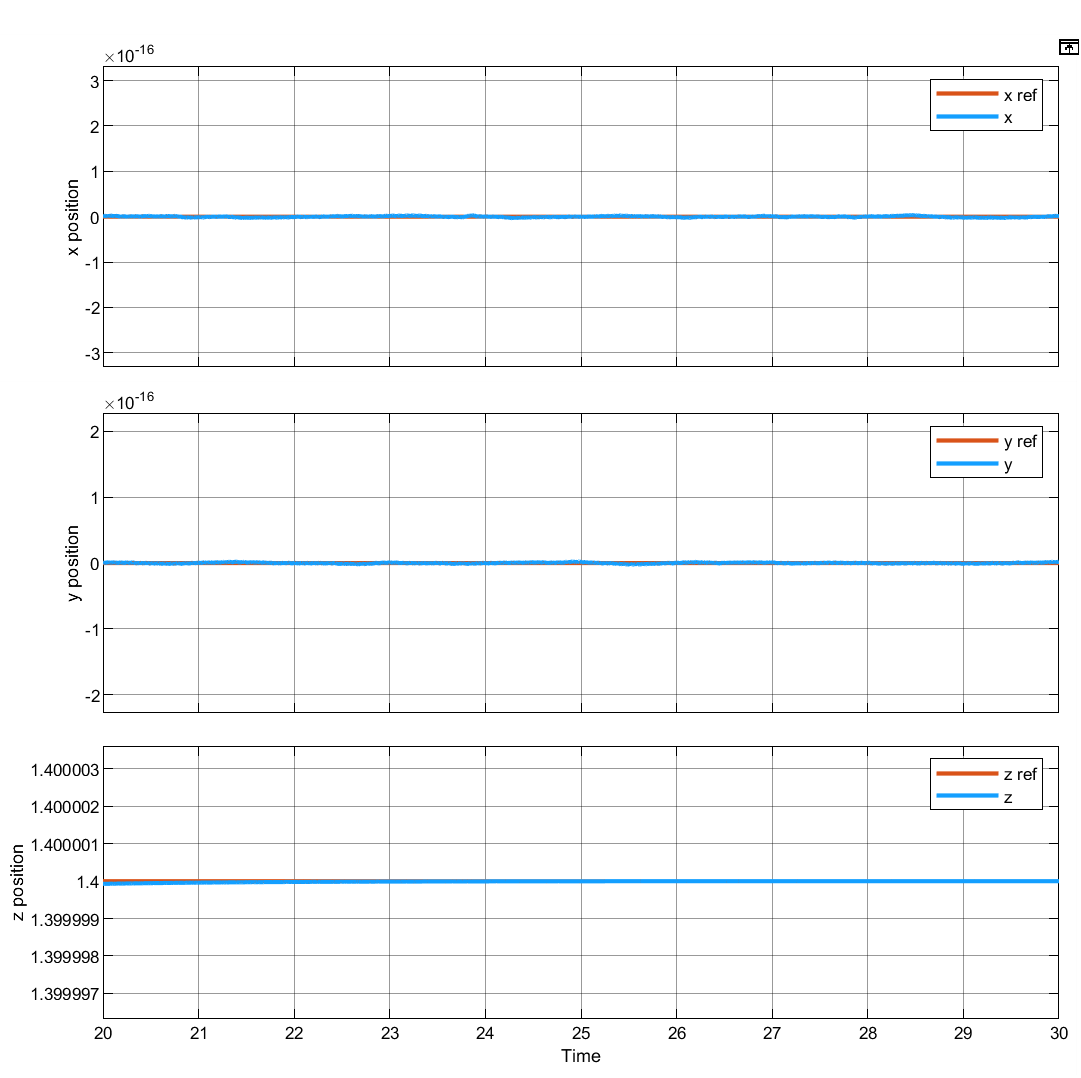 ×10-16
3
2
1
0
-1
-2
-3
x position
x ref
x
×10-16
2
1
0
-1
-2
y position
y ref
y
1.400003
1.400002
1.400001
1.4
1.399999
1.399998
1.399997
z position
z ref
z
20 21 22 23 24 25 26 27 28 29 30
Time